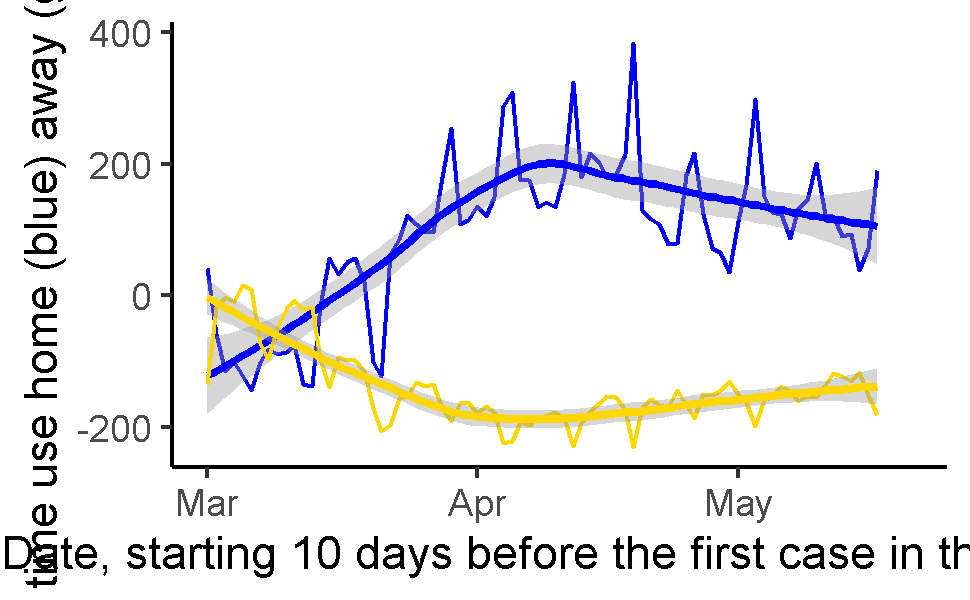 time use home (blue) away (
400
200
0
-200
Mar Apr May
Date, starting 10 days before the first case in th